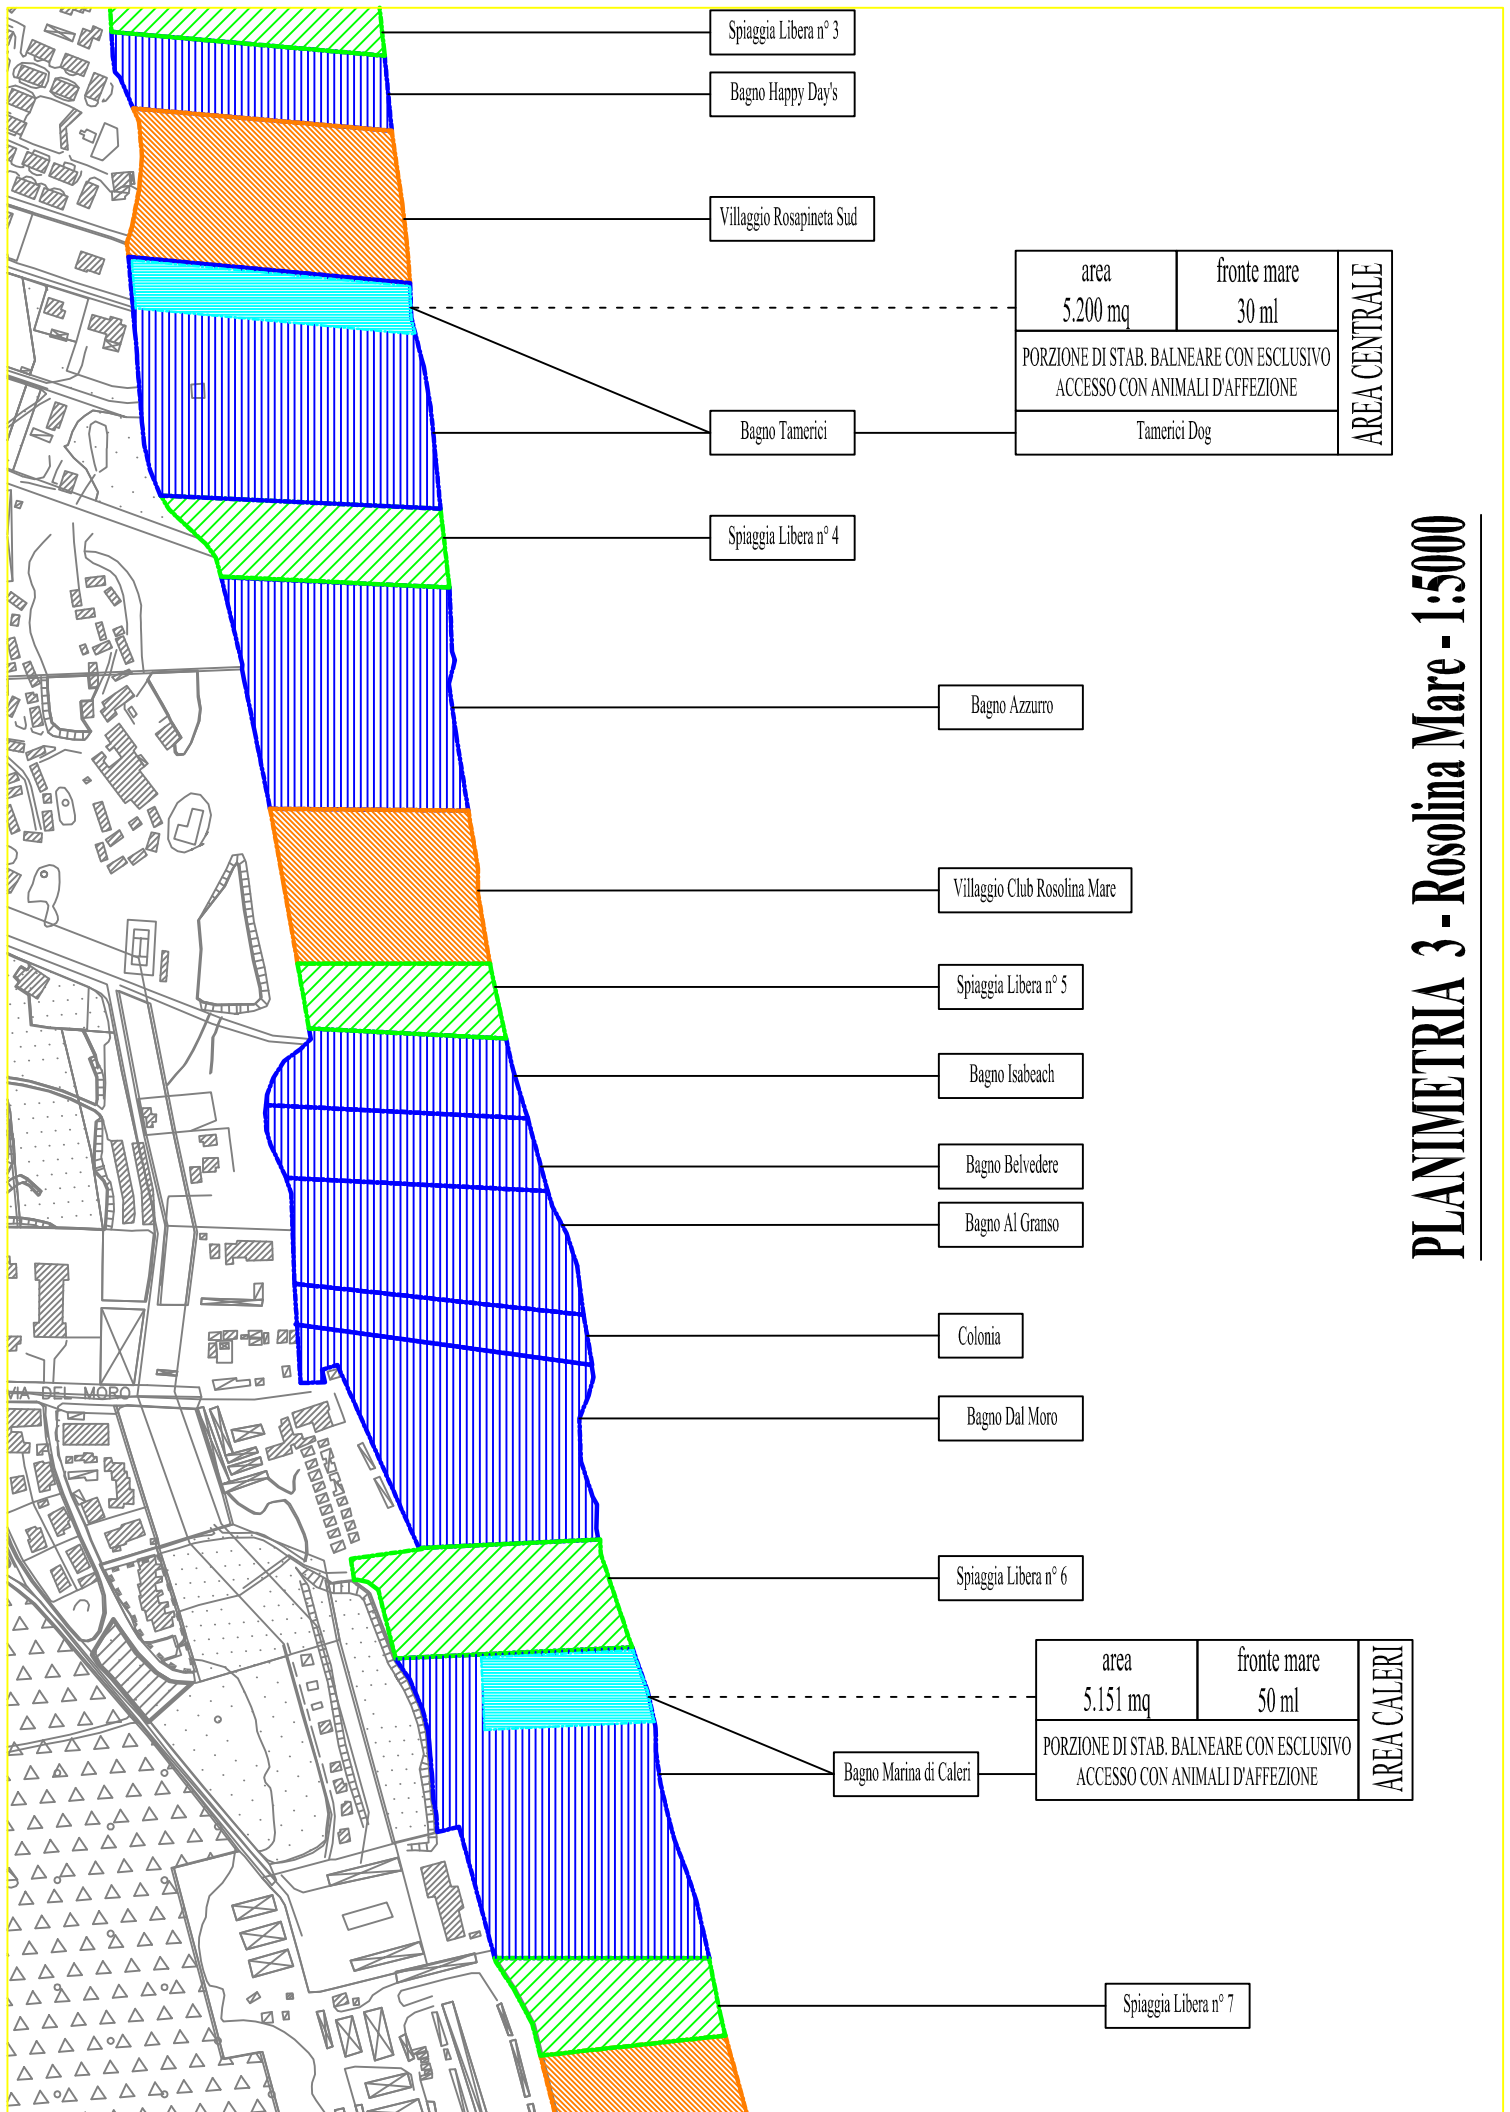 Spiaggia Libera n° 3
Bagno Happy Day's
Villaggio Rosapineta Sud
area
5.200 mq
fronte mare
30 ml
PORZIONE DI STAB. BALNEARE CON ESCLUSIVO
ACCESSO CON ANIMALI D'AFFEZIONE
Tamerici Dog
AREA CENTRALE
Bagno Tamerici
Spiaggia Libera n° 4
Bagno Azzurro
Villaggio Club Rosolina Mare
Spiaggia Libera n° 5
Bagno Isabeach
Bagno Belvedere
Bagno Al Granso
Colonia
VIA DEL MORO
Bagno Dal Moro
Spiaggia Libera n° 6
area
5.151 mq
fronte mare
50 ml
PORZIONE DI STAB. BALNEARE CON ESCLUSIVO
ACCESSO CON ANIMALI D'AFFEZIONE
AREA CALERI
Bagno Marina di Caleri
Spiaggia Libera n° 7
PLANIMETRIA 3 - Rosolina Mare - 1:5000